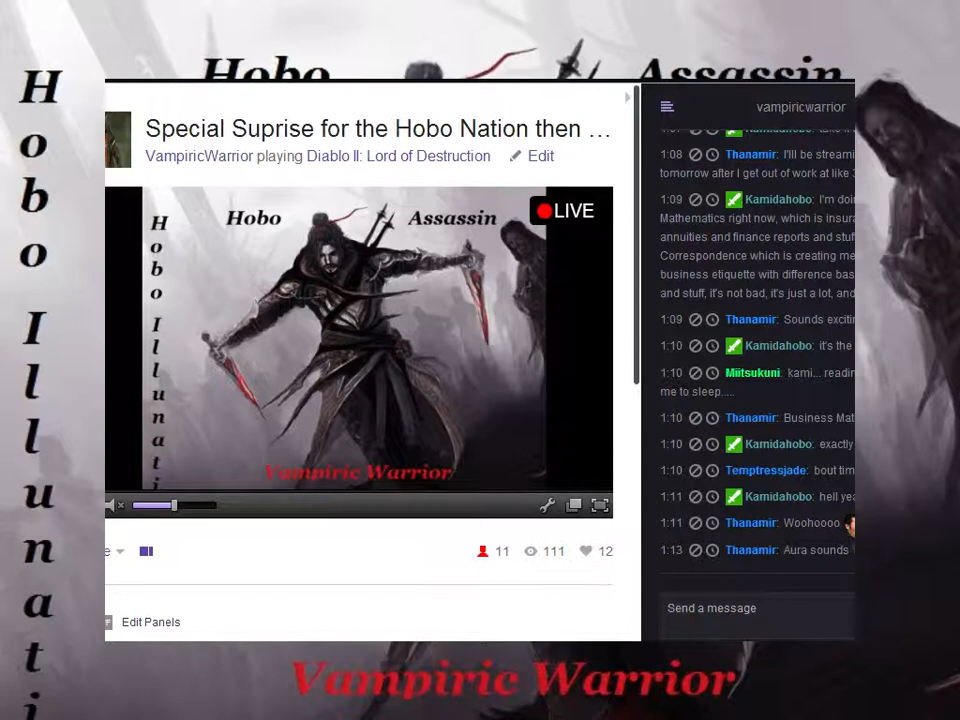 Hobo Assassin
Hobo Illunati
Special Suprise for the Hobo Nation then ...
VampiricWarrior playing Diablo II: Lord of Destruction Edit
Hobo Assassin
LIVE
Hobo Illunati
Vampiric Warrior
11 111 12
Edit Panels
vampiricwarrior
Kamidahobo:
1:08 Thanamir: I'lll be streami
tomorrow after I get out of work at like
1:09 Kamidahobo: I'm doi
Mathematics right now, which is insura
annuities and finance reports and stuf
Correspondence which is creating me
business etiquette with difference bas
and stuff, it's not bad, it's just a lot, and
1:09 Thanamir: Sounds excitin
1:10 Kamidahobo: it's the
1:10 Miitsukuni: kami... readin
me to sleep.....
1:10 Thanamir: Business Mat
1:10 Kamidahobo: exactly
1:10 Temptressjade: bout tim
1:11 Kamidahobo: hell yea
1:11 Thanamir: Woohoooo
1:13 Thanamir: Aura sounds
Send a message
Vampiric Warrior